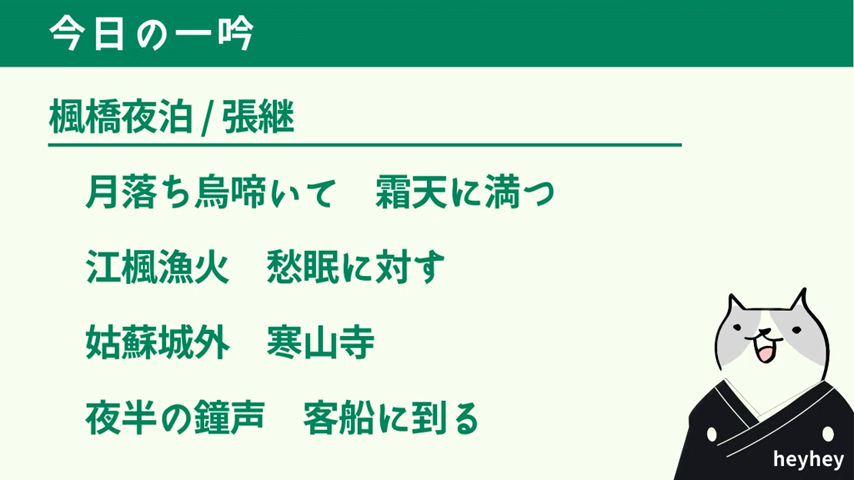 今日の一吟
楓橋夜泊 / 張継
月落ち烏啼いて　霜天に満つ
江楓漁火　愁眠に対す
姑蘇城外　寒山寺
夜半の鐘声　客船に到る
heyhey